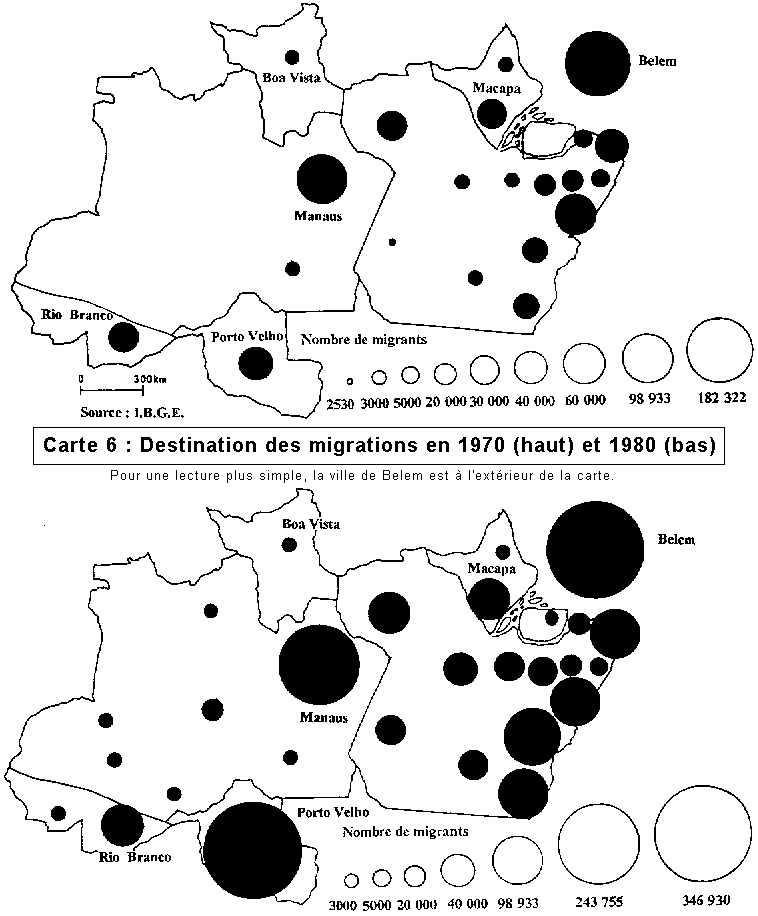 Belem
Boa Vista
Macapa
Manaus
Rio Branco
Porto Velho
Nombre de migrants
0 300km
2530 3000 5000 20 000 30 000 40 000 60 000 98 933 182 322
Source : I.B.G.E.
Carte 6 : Destination des migrations en 1970 (haut) et 1980 (bas)
Pour une lecture plus simple, la ville de Belem est à l'extérieur de la carte.
Boa Vista
Belem
Macapa
Manaus
Porto Velho
Nombre de migrants
Rio Branco
3000 5000 20 000 40 000 98 933 243 755 346 930